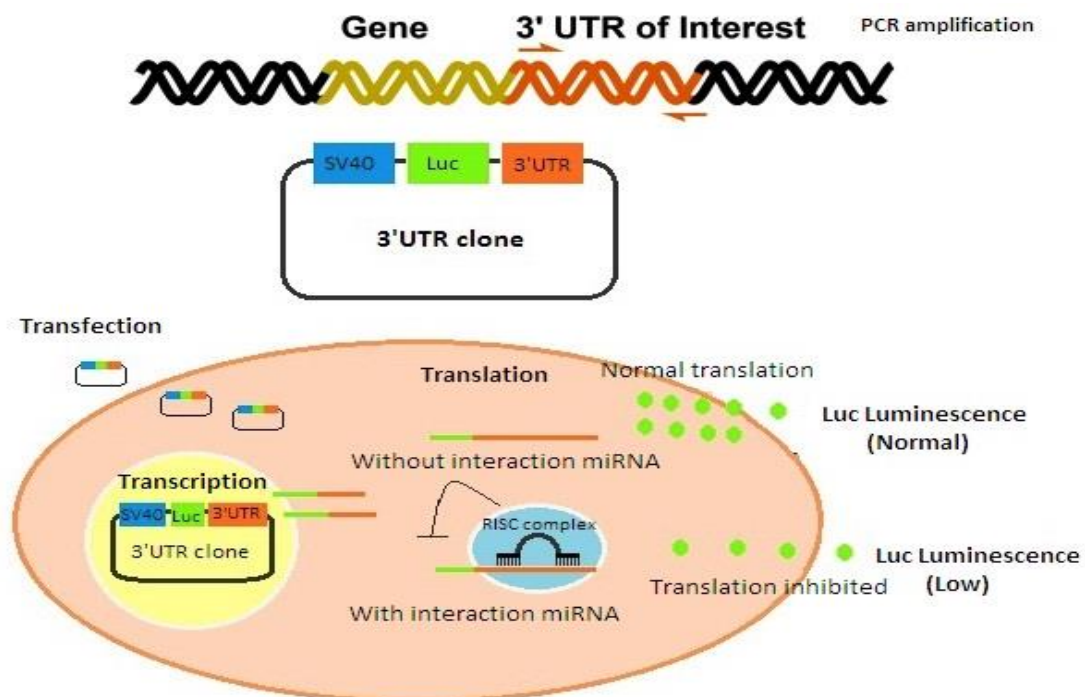 Gene
3' UTR of Interest
PCR amplification
SV40
Luc
3'UTR
3'UTR clone
Transfection
Translation
Normal translation
Luc Luminescence
(Normal)
Without interaction miRNA
Transcription
SV40
Luc
3'UTR
3'UTR clone
RISC complex
Luc Luminescence
(Low)
Translation inhibited
With interaction miRNA